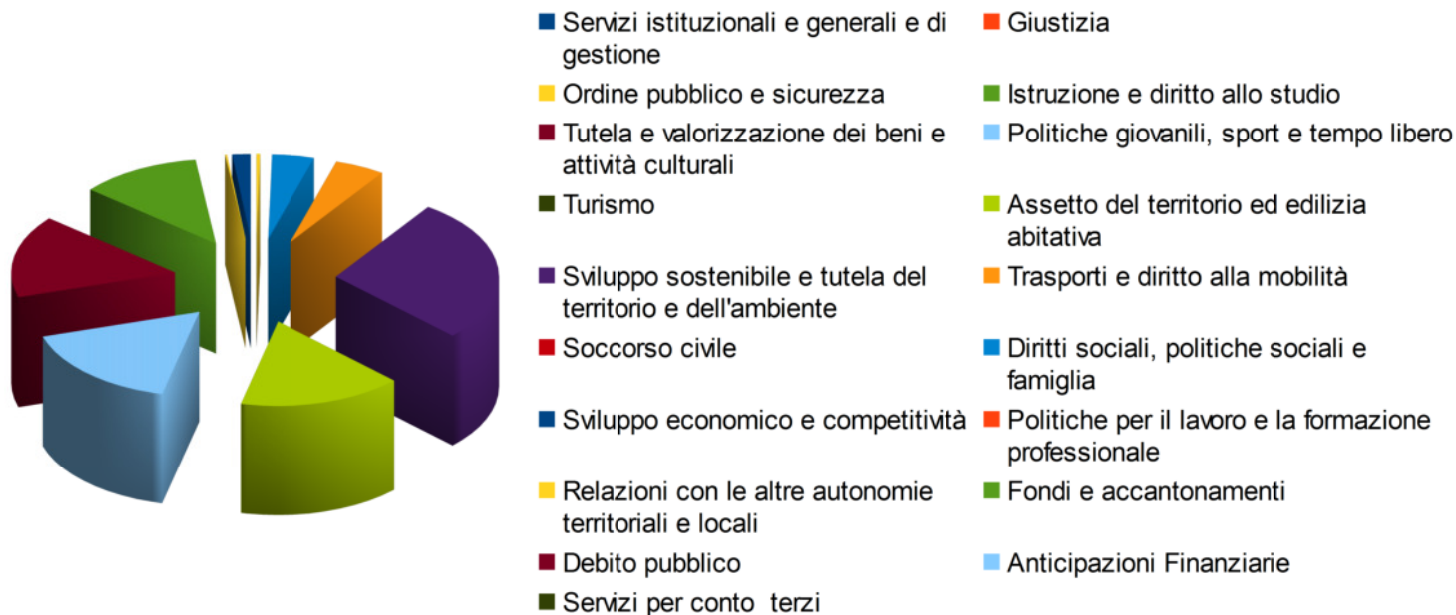 Servizi istituzionali e generali e di
gestione
Giustizia
Ordine pubblico e sicurezza
Istruzione e diritto allo studio
Tutela e valorizzazione dei beni e
attività culturali
Politiche giovanili, sport e tempo libero
Turismo
Assetto del territorio ed edilizia
abitativa
Sviluppo sostenibile e tutela del
territorio e dell'ambiente
Trasporti e diritto alla mobilità
Soccorso civile
Diritti sociali, politiche sociali e
famiglia
Sviluppo economico e competitività
Politiche per il lavoro e la formazione
professionale
Relazioni con le altre autonomie
territoriali e locali
Fondi e accantonamenti
Debito pubblico
Anticipazioni Finanziarie
Servizi per conto terzi